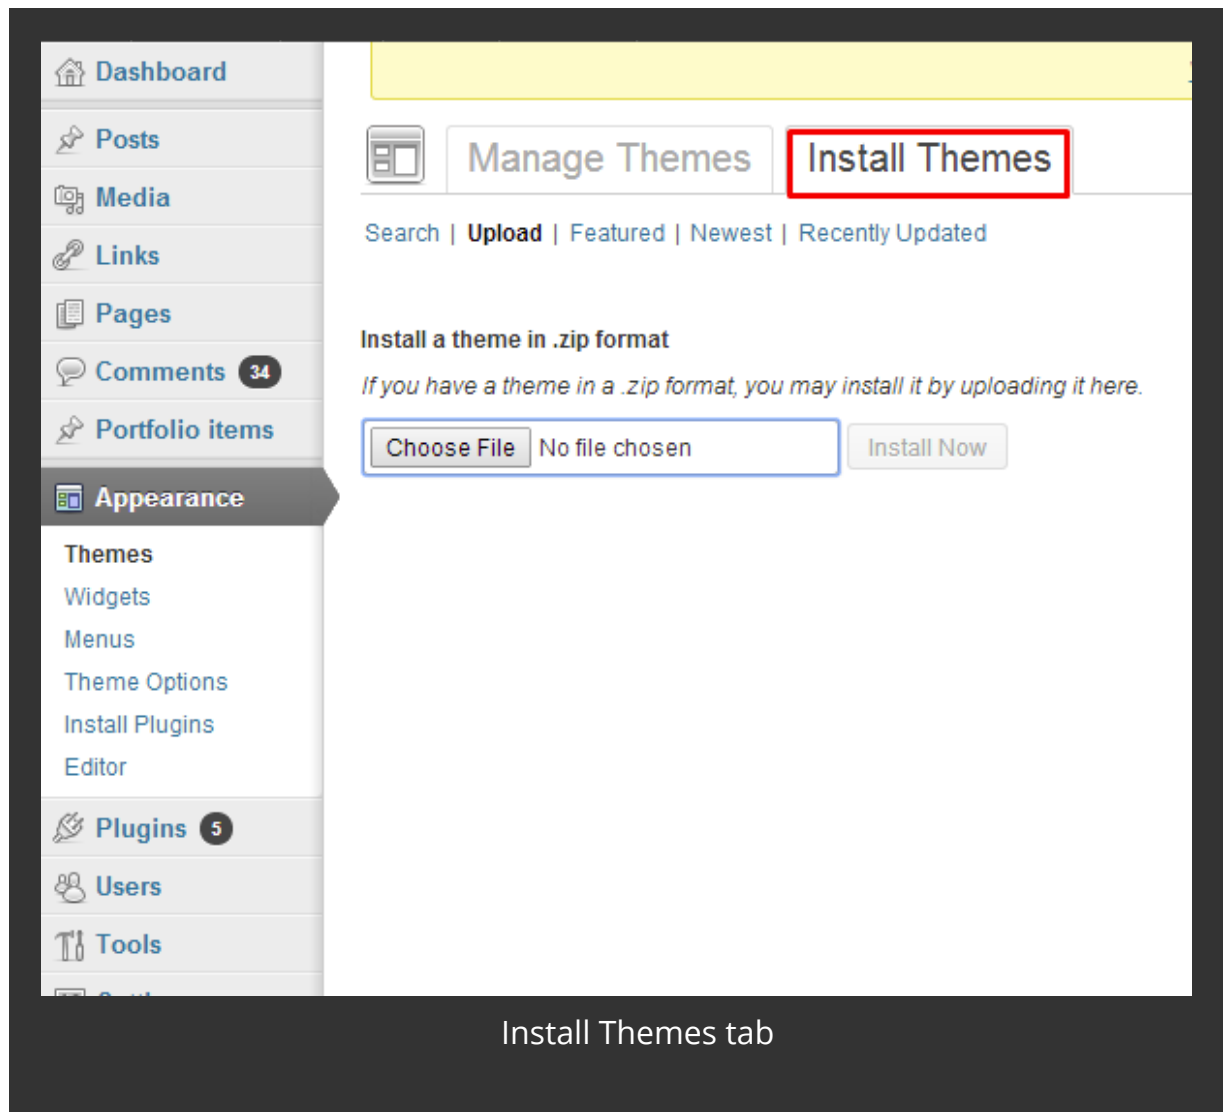 Dashboard
Posts
Media
Links
Pages
Comments 34
Portfolio items
Appearance
Themes
Widgets
Menus
Theme Options
Install Plugins
Editor
Plugins 5
Users
Tools
Manage Themes Install Themes
Search | Upload | Featured | Newest | Recently Updated
Install a theme in .zip format
If you have a theme in a .zip format, you may install it by uploading it here.
Choose File No file chosen Install Now
Install Themes tab